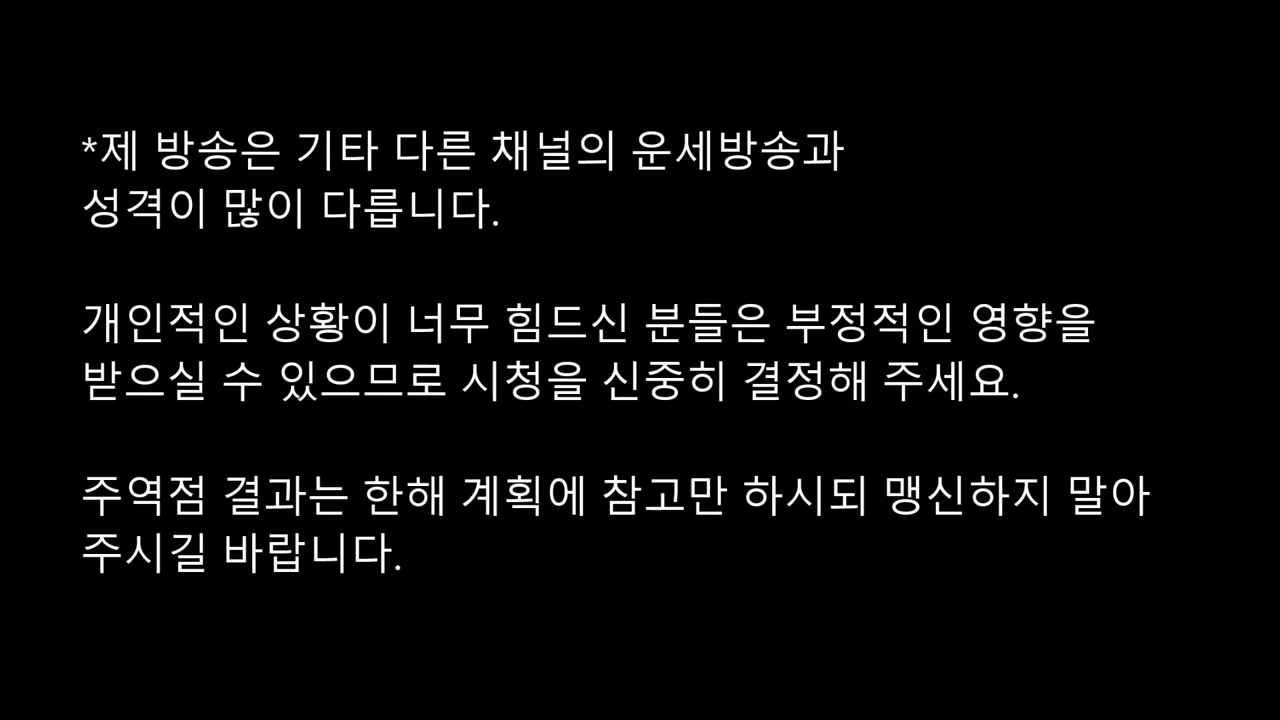 *제 방송은 기타 다른 채널의 운세방송과
성격이 많이 다릅니다.
개인적인 상황이 너무 힘드신 분들은 부정적인 영향을
받으실 수 있으므로 시청을 신중히 결정해 주세요.
주역점 결과는 한해 계획에 참고만 하시되 맹신하지 말아
주시길 바랍니다.